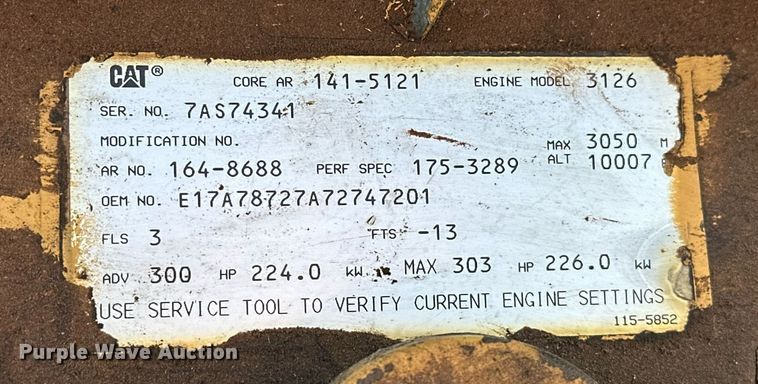 CAT® CORE AR 141-5121 ENGINE MODEL 3126
SER. NO. 7AS74341
MODIFICATION NO. MAX 3050 M
AR NO. 164-8688 PERF SPEC 175-3289 ALT 10007 F
OEM NO. E17A78727A72747201
FLS 3 FTS -13
ADV 300 HP 224.0 kW MAX 303 HP 226.0 kW
USE SERVICE TOOL TO VERIFY CURRENT ENGINE SETTINGS
115-5852
Purple Wave Auction